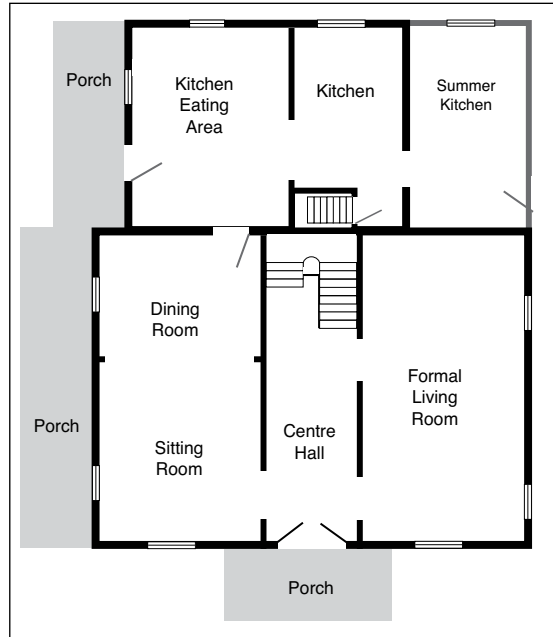 Porch
Kitchen
Eating
Area
Kitchen
Summer
Kitchen
Dining
Room
Formal
Living
Room
Porch
Sitting
Room
Centre
Hall
Porch